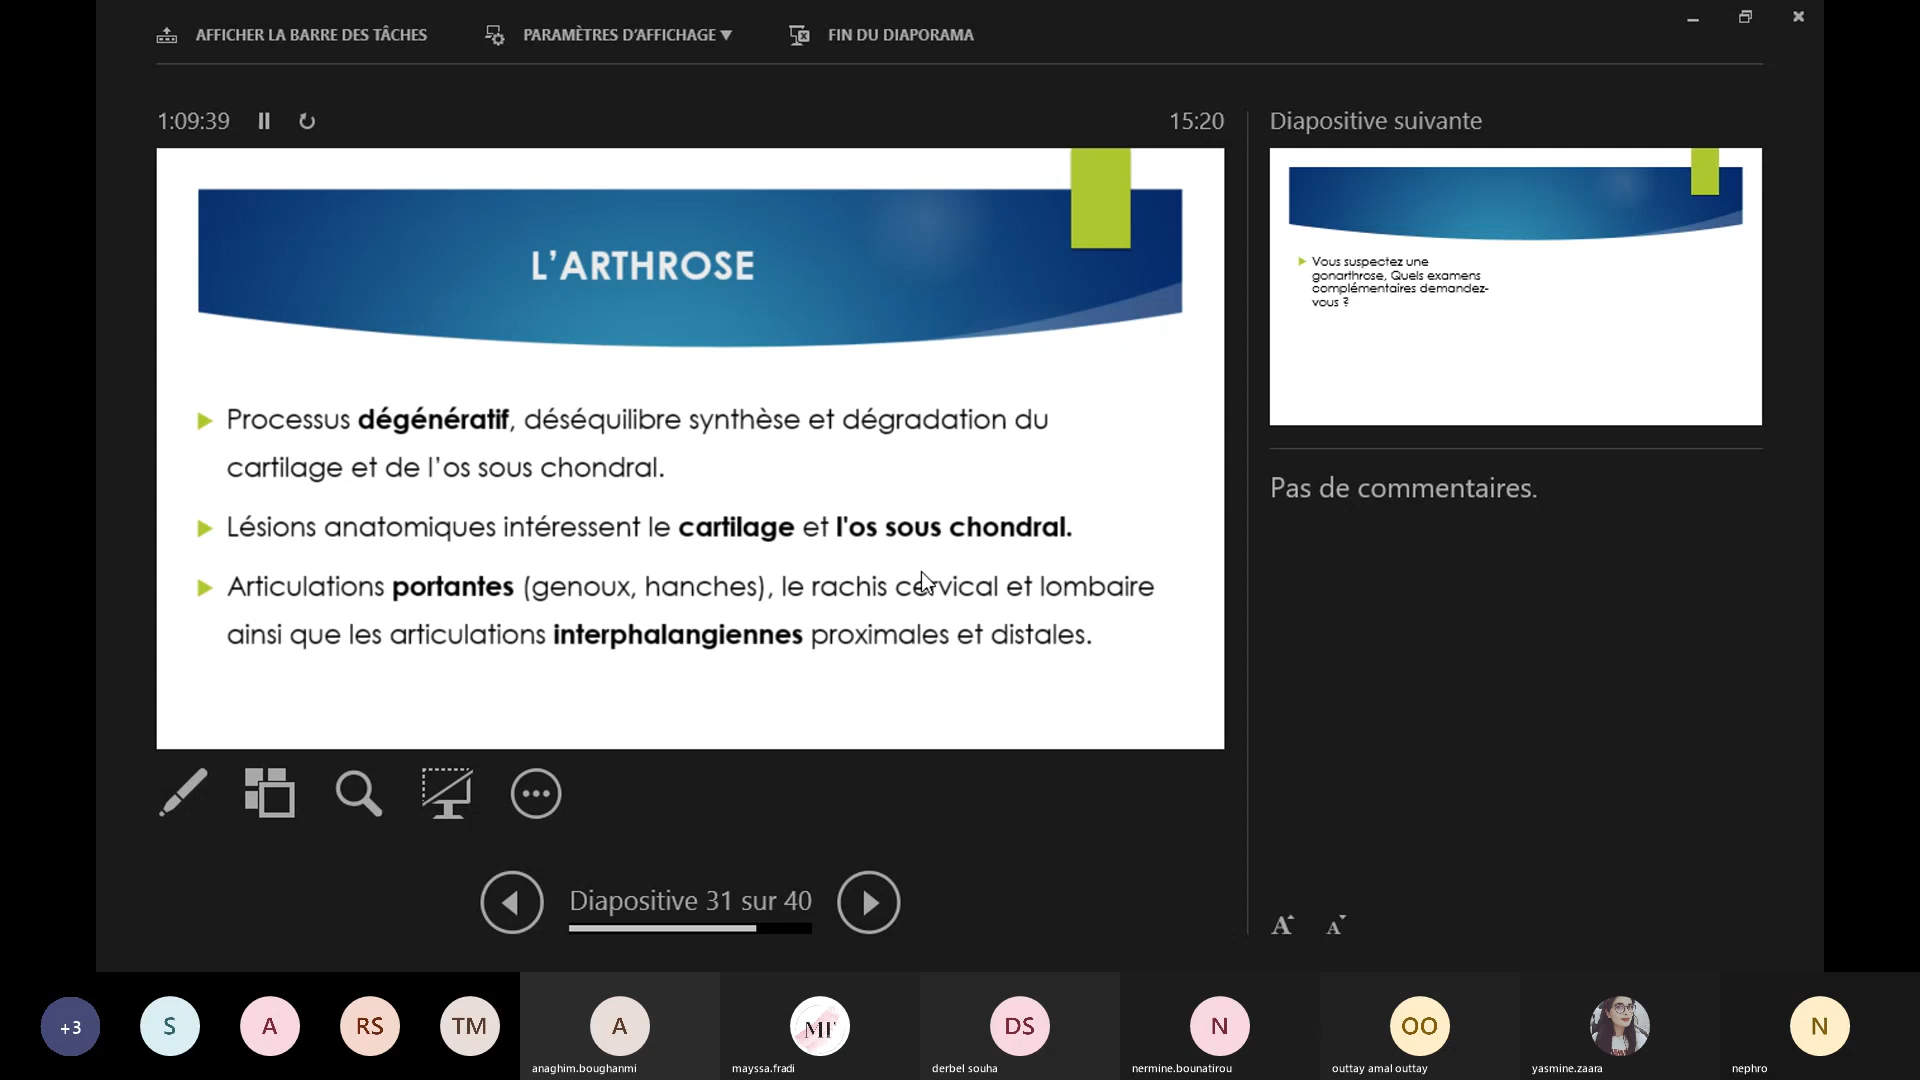 AFFICHER LA BARRE DES TÂCHES
PARAMÈTRES D'AFFICHAGE ▼
FIN DU DIAPORAMA
1:09:39
15:20
Diapositive suivante
L’ARTHROSE
Processus dégénératif, déséquilibre synthèse et dégradation du
cartilage et de l’os sous chondral.
Lésions anatomiques intéressent le cartilage et l'os sous chondral.
Articulations portantes (genoux, hanches), le rachis cervical et lombaire
ainsi que les articulations interphalangiennes proximales et distales.
Vous suspectez une
gonarthrose, Quels examens
complémentaires demandez-
vous ?
Pas de commentaires.
Diapositive 31 sur 40
A A
+3
S
A
RS
TM
A
MF
DS
N
OO
N
anaghim.boughanmi
mayssa.fradi
derbel souha
nermine.bounatirou
outtay amal outtay
yasmine.zaara
nephro